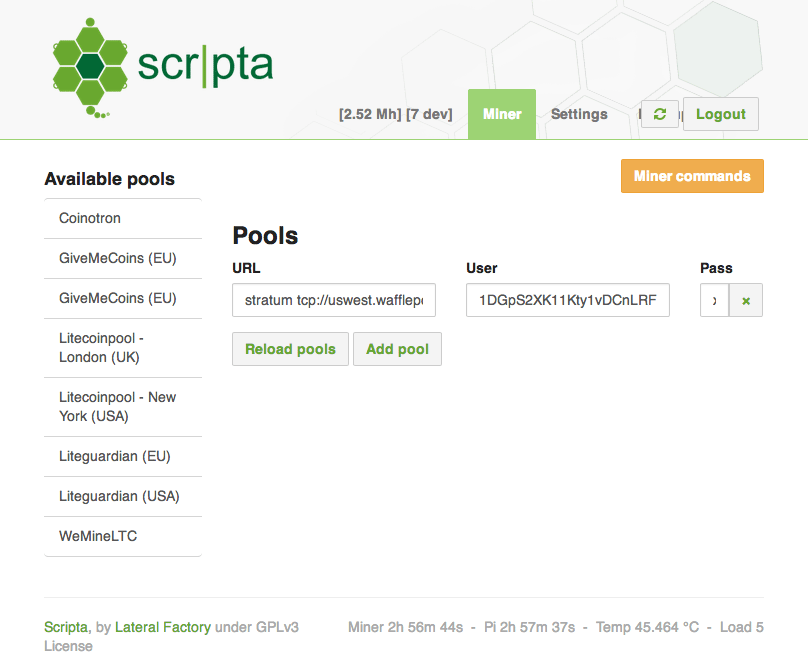 scr|pta
[2.52 Mh] [7 dev]
Miner
Settings
Logout
Available pools
Miner commands
Coinotron
GiveMeCoins (EU)
GiveMeCoins (EU)
Litecoinpool -
London (UK)
Litecoinpool - New
York (USA)
Liteguardian (EU)
Liteguardian (USA)
WeMineLTC
Pools
URL
User
Pass
stratum tcp://uswest.wafflep
1DGpS2XK11Kty1vDCnLRF
Reload pools
Add pool
Scripta, by Lateral Factory under GPLv3
License
Miner 2h 56m 44s - Pi 2h 57m 37s - Temp 45.464 °C - Load 5